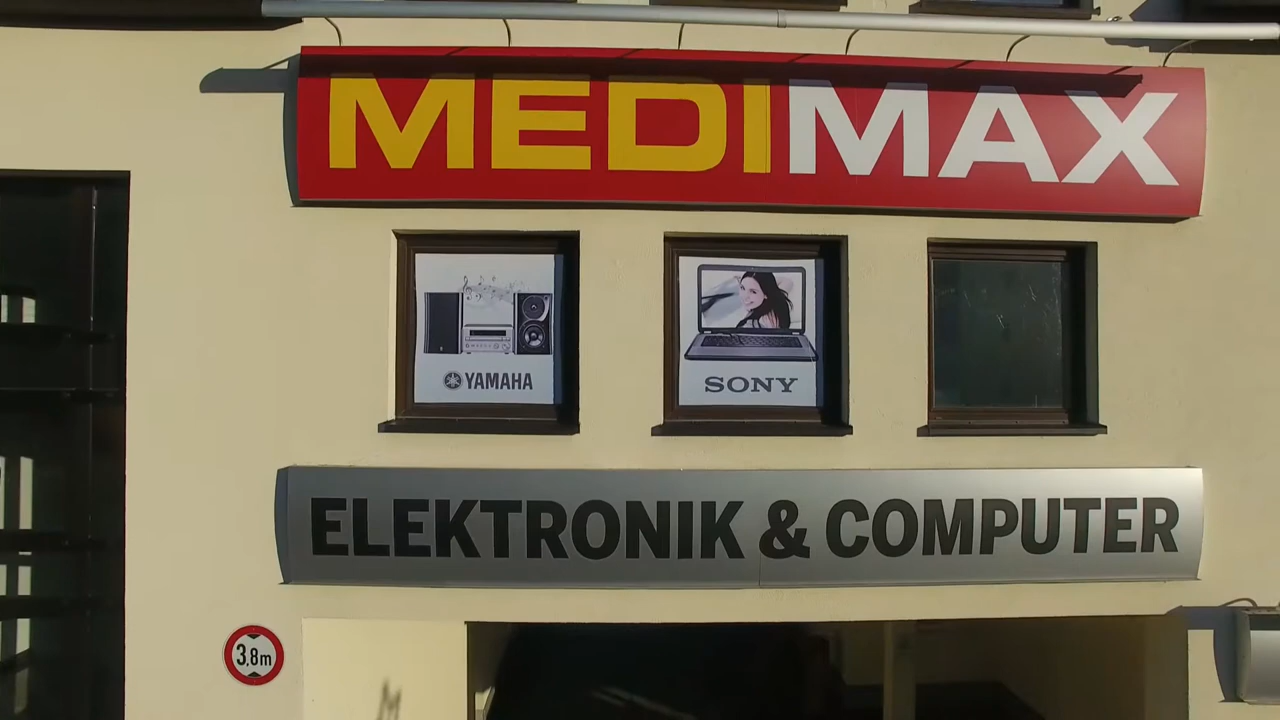 MEDIMAX
YAMAHA
SONY
ELEKTRONIK & COMPUTER
3,8m